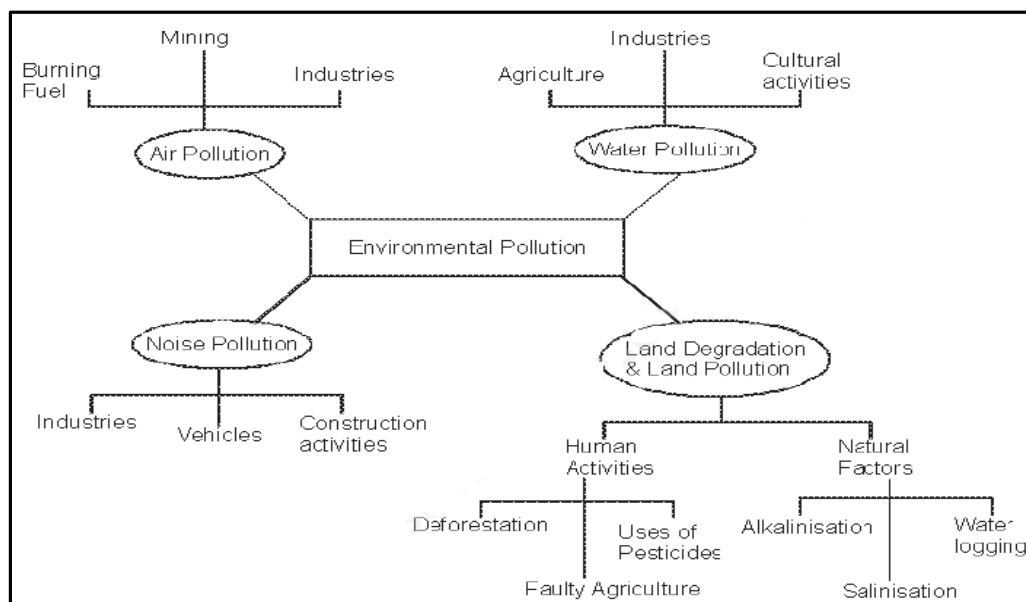 Mining
Burning
Fuel
Industries
Air Pollution
Industries
Agriculture
Cultural
activities
Water Pollution
Environmental Pollution
Noise Pollution
Industries
Vehicles
Construction
activities
Land Degradation
& Land Pollution
Human
Activities
Natural
Factors
Deforestation
Uses of
Pesticides
Faulty Agriculture
Alkalinisation
Water
logging
Salinisation